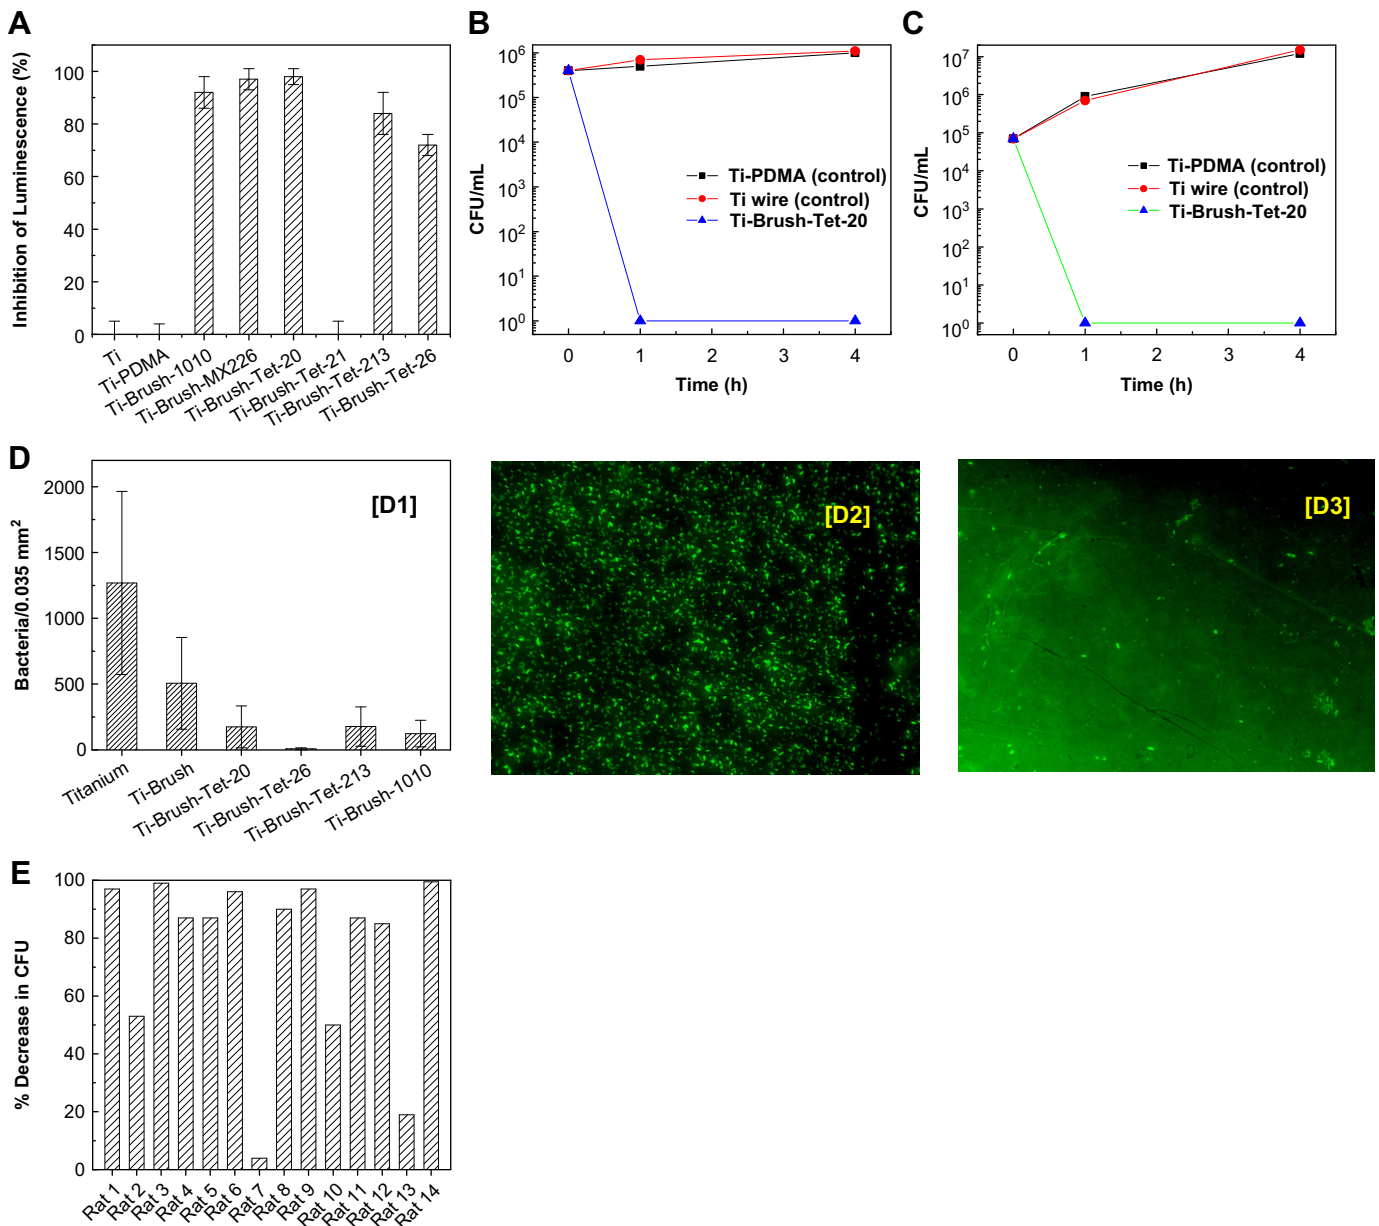 A
Inhibition of Luminescence (%)
100
80
60
40
20
0
Ti
Ti-PDMA
Ti-Brush-1010
Ti-Brush-MX226
Ti-Brush-Tet-20
Ti-Brush-Tet-21
Ti-Brush-Tet-213
Ti-Brush-Tet-26
B
CFU/mL
10^6
10^5
10^4
10^3
10^2
10^1
10^0
Ti-PDMA (control)
Ti wire (control)
Ti-Brush-Tet-20
0 1 2 3 4
Time (h)
C
CFU/mL
10^7
10^6
10^5
10^4
10^3
10^2
10^1
10^0
Ti-PDMA (control)
Ti wire (control)
Ti-Brush-Tet-20
0 1 2 3 4
Time (h)
D
Bacteria/0.035 mm²
2000
1500
1000
500
0
[D1]
Titanium
Ti-Brush
Ti-Brush-Tet-20
Ti-Brush-Tet-26
Ti-Brush-Tet-213
Ti-Brush-1010
[D2]
[D3]
E
% Decrease in CFU
100
80
60
40
20
0
Rat 1
Rat 2
Rat 3
Rat 4
Rat 5
Rat 6
Rat 7
Rat 8
Rat 9
Rat 10
Rat 11
Rat 12
Rat 13
Rat 14